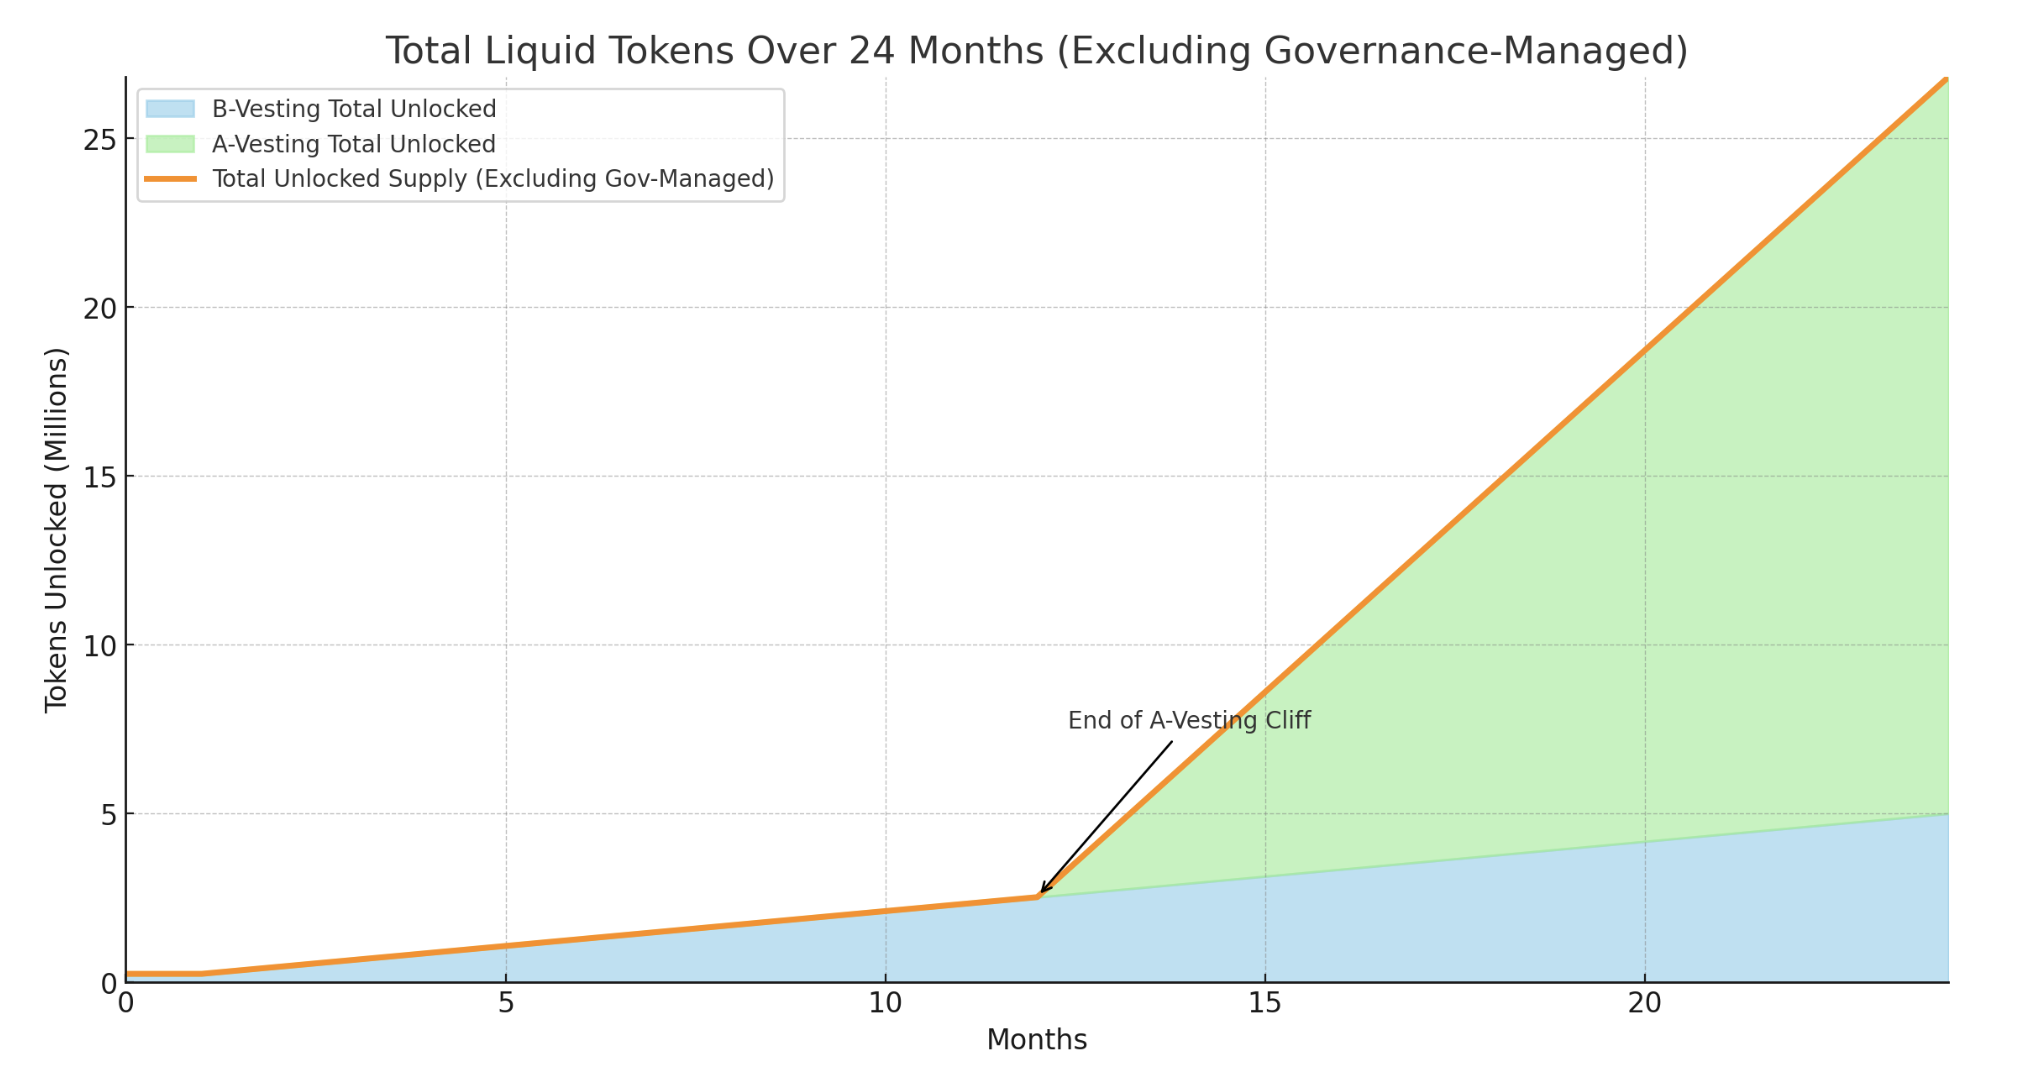 Total Liquid Tokens Over 24 Months (Excluding Governance-Managed)
B-Vesting Total Unlocked
A-Vesting Total Unlocked
Total Unlocked Supply (Excluding Gov-Managed)
Tokens Unlocked (Millions)
25
20
15
10
5
0
End of A-Vesting Cliff
0 5 10 15 20
Months